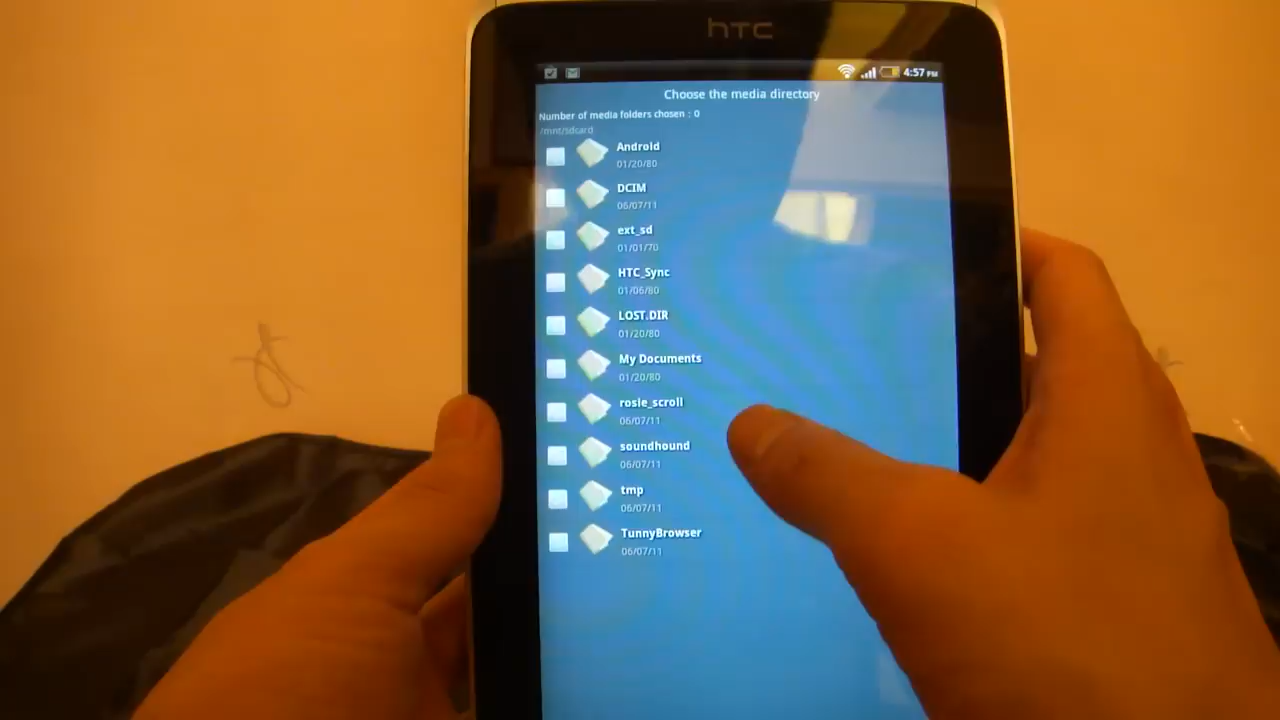 hTC
4:57 PM
Choose the media directory
Number of media folders chosen : 0
/mnt/sdcard
Android
01/20/80
DCIM
06/07/11
ext_sd
01/01/70
HTC_Sync
01/06/80
LOST.DIR
01/20/80
My Documents
01/20/80
rosie_scroll
06/07/11
soundhound
06/07/11
tmp
06/07/11
TunnyBrowser
06/07/11